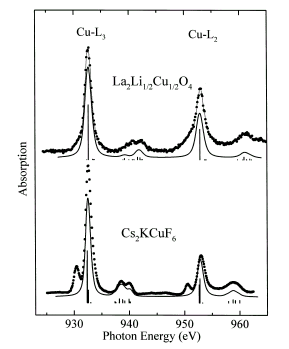 Cu-L₃
Cu-L₂
La₂Li₁/₂Cu₁/₂O₄
Absorption
Cs₂KCuF₆
930 940 950 960
Photon Energy (eV)